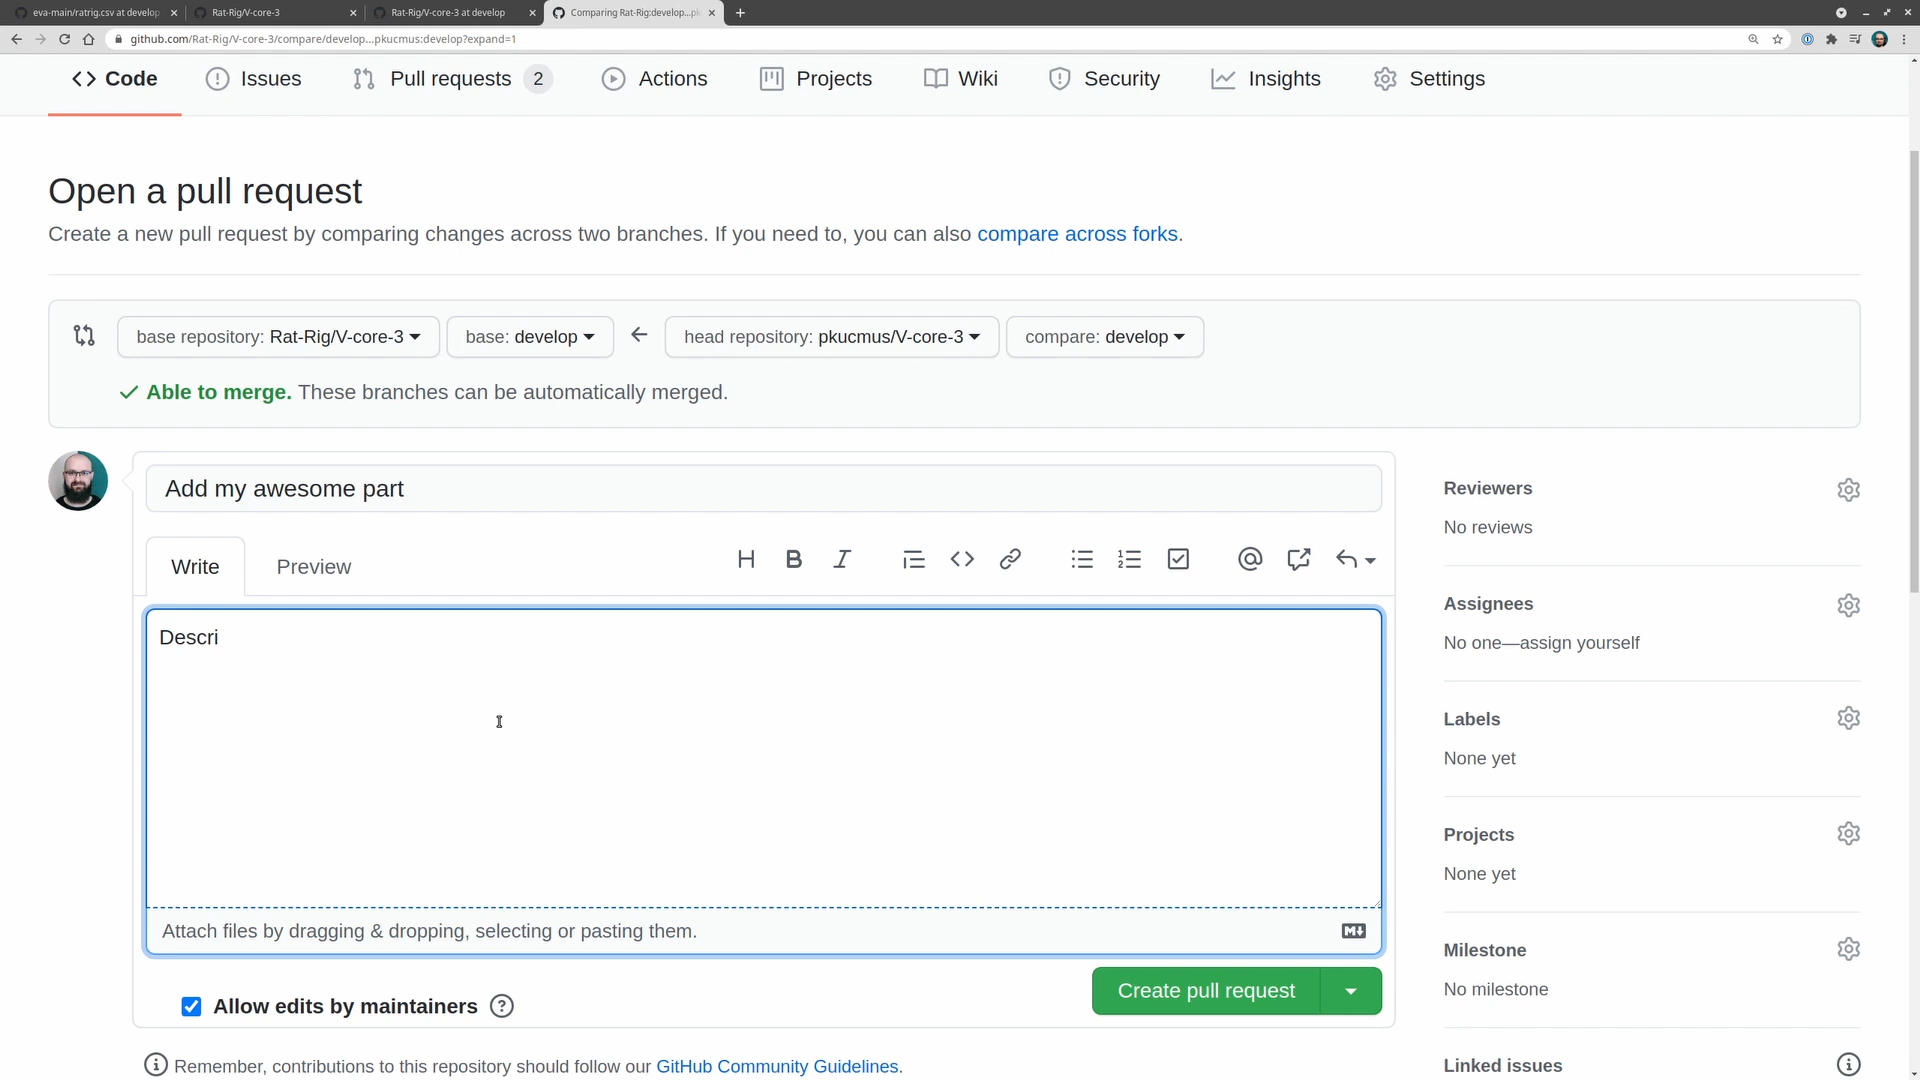 eva-main/ratrig.csv at develop
Rat-Rig/V-core-3
Rat-Rig/V-core-3 at develop
Comparing Rat-Rig:develop...
github.com/Rat-Rig/V-core-3/compare/develop...pkucmus:develop?expand=1
Code
Issues
Pull requests 2
Actions
Projects
Wiki
Security
Insights
Settings
Open a pull request
Create a new pull request by comparing changes across two branches. If you need to, you can also compare across forks.
base repository: Rat-Rig/V-core-3
base: develop
head repository: pkucmus/V-core-3
compare: develop
Able to merge. These branches can be automatically merged.
Add my awesome part
Write
Preview
Descri
Attach files by dragging & dropping, selecting or pasting them.
Allow edits by maintainers
Create pull request
Remember, contributions to this repository should follow our GitHub Community Guidelines.
Reviewers
No reviews
Assignees
No one—assign yourself
Labels
None yet
Projects
None yet
Milestone
No milestone
Linked issues